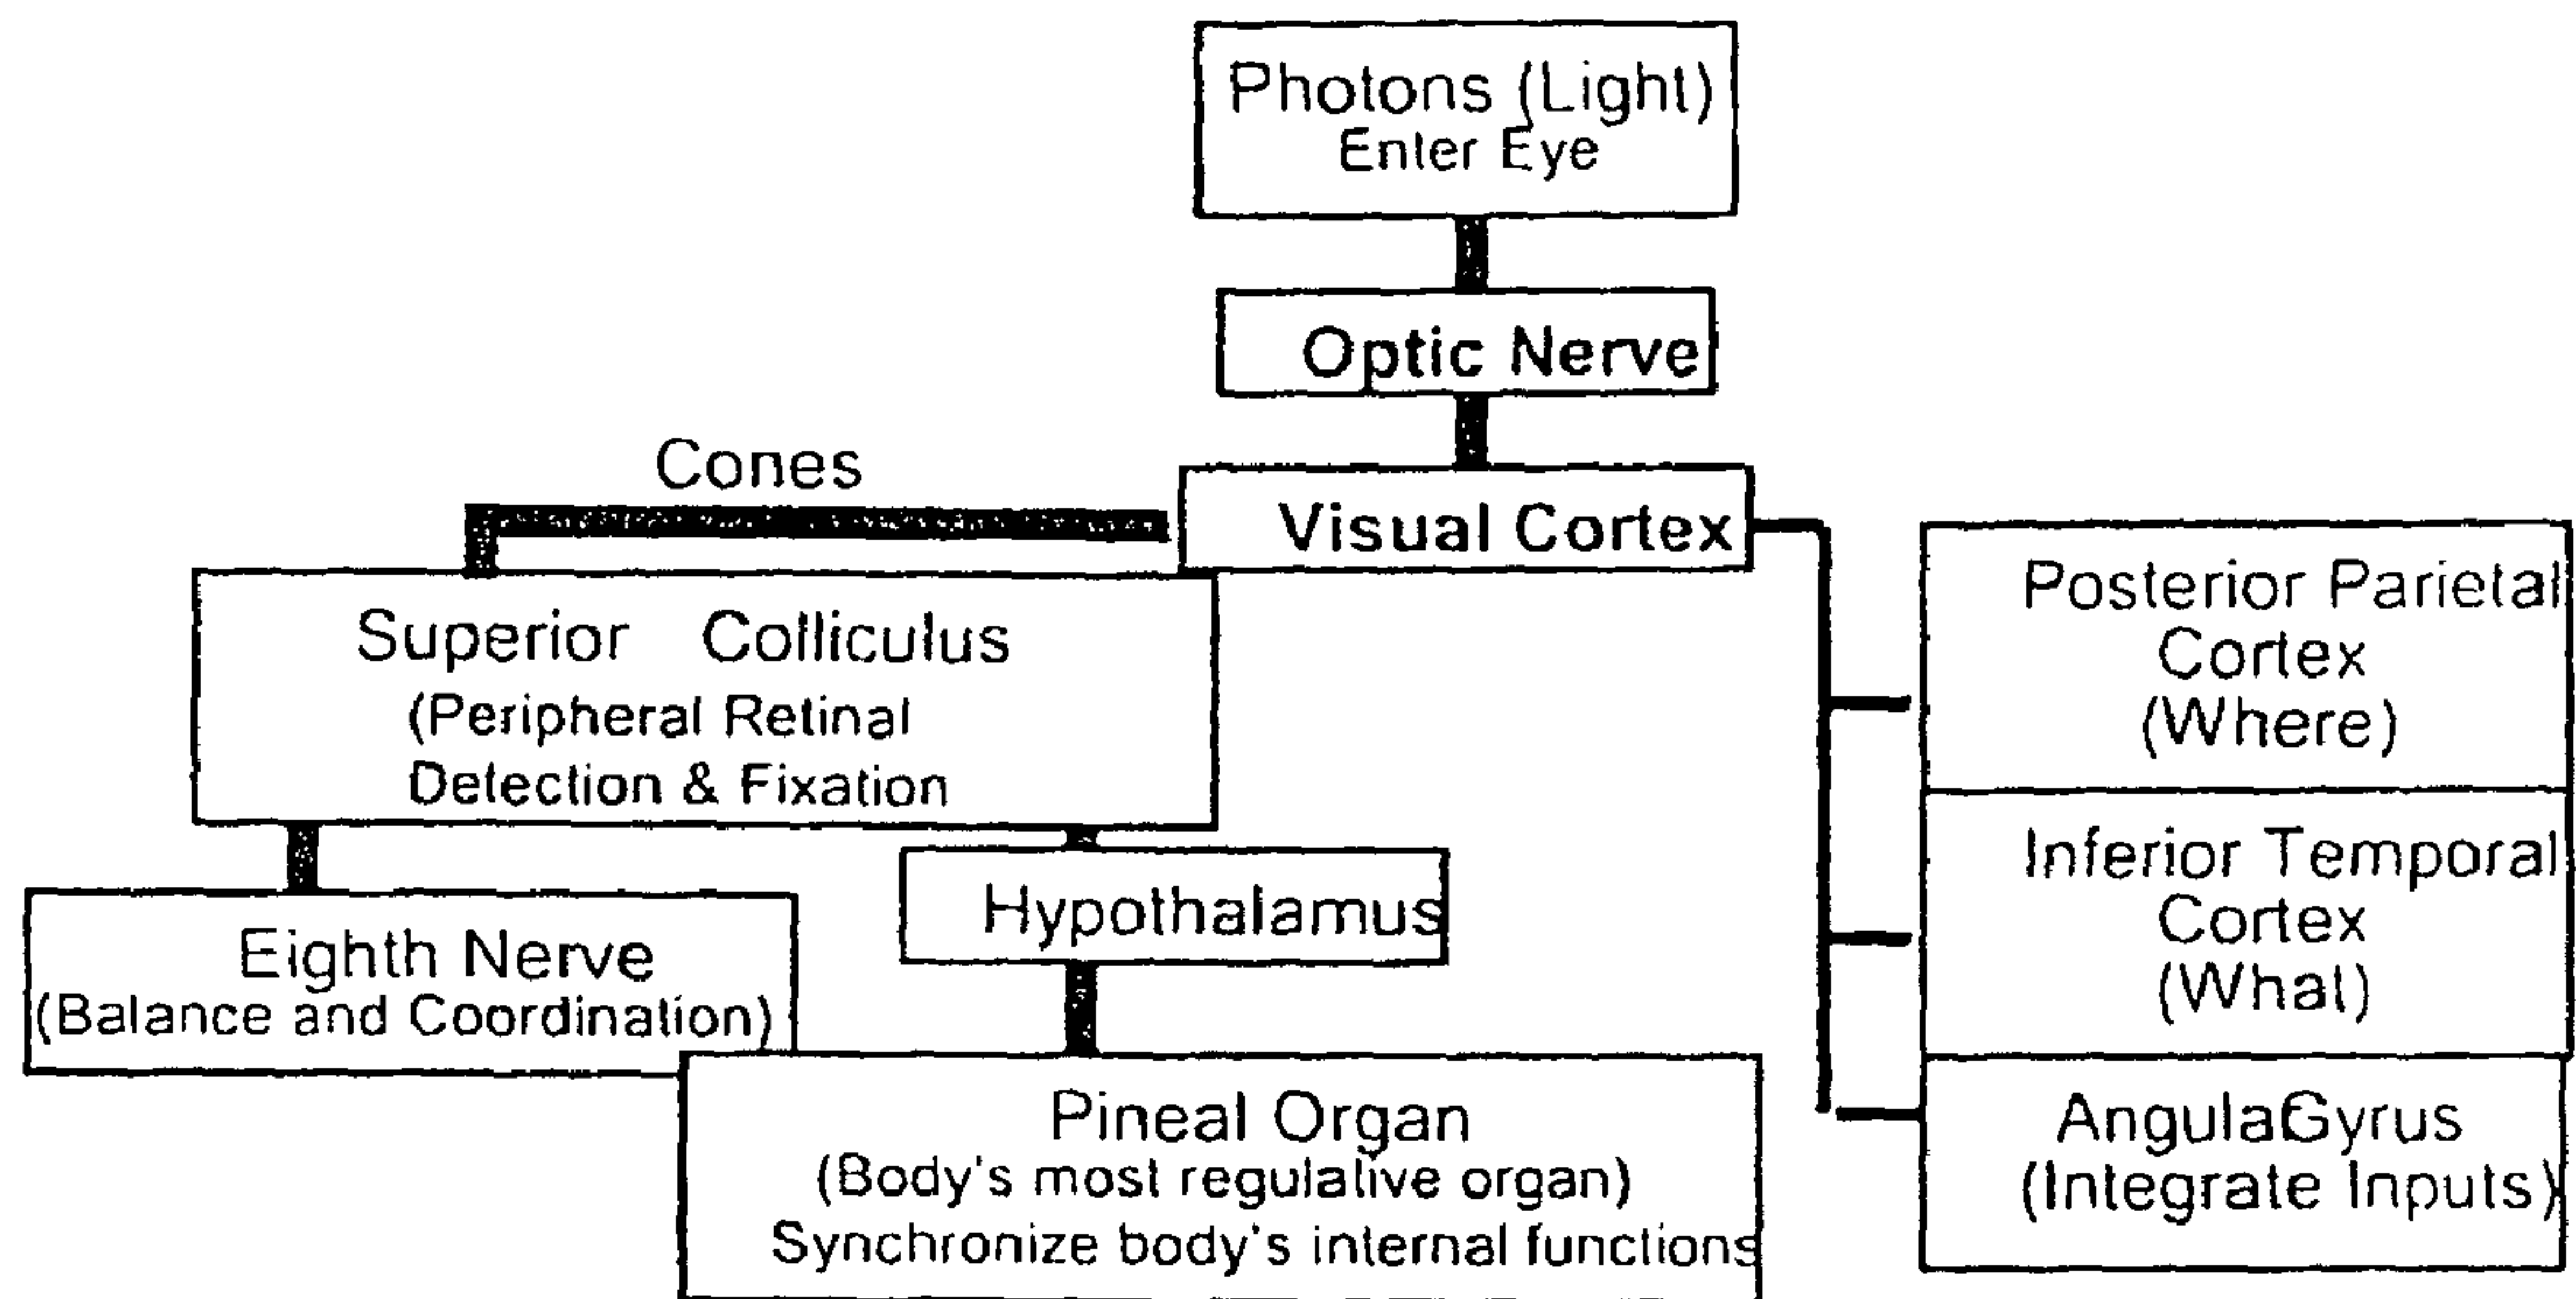 Photons (Light)
Enter Eye
Optic Nerve
Cones
Visual Cortex
Superior Colliculus
(Peripheral Retinal
Detection & Fixation
Eighth Nerve
(Balance and Coordination)
Hypothalamus
Pineal Organ
(Body's most regulative organ)
Synchronize body's internal functions
Posterior Parietal
Cortex
(Where)
Inferior Temporal
Cortex
(What)
AngulaGyrus
(Integrate Inputs)